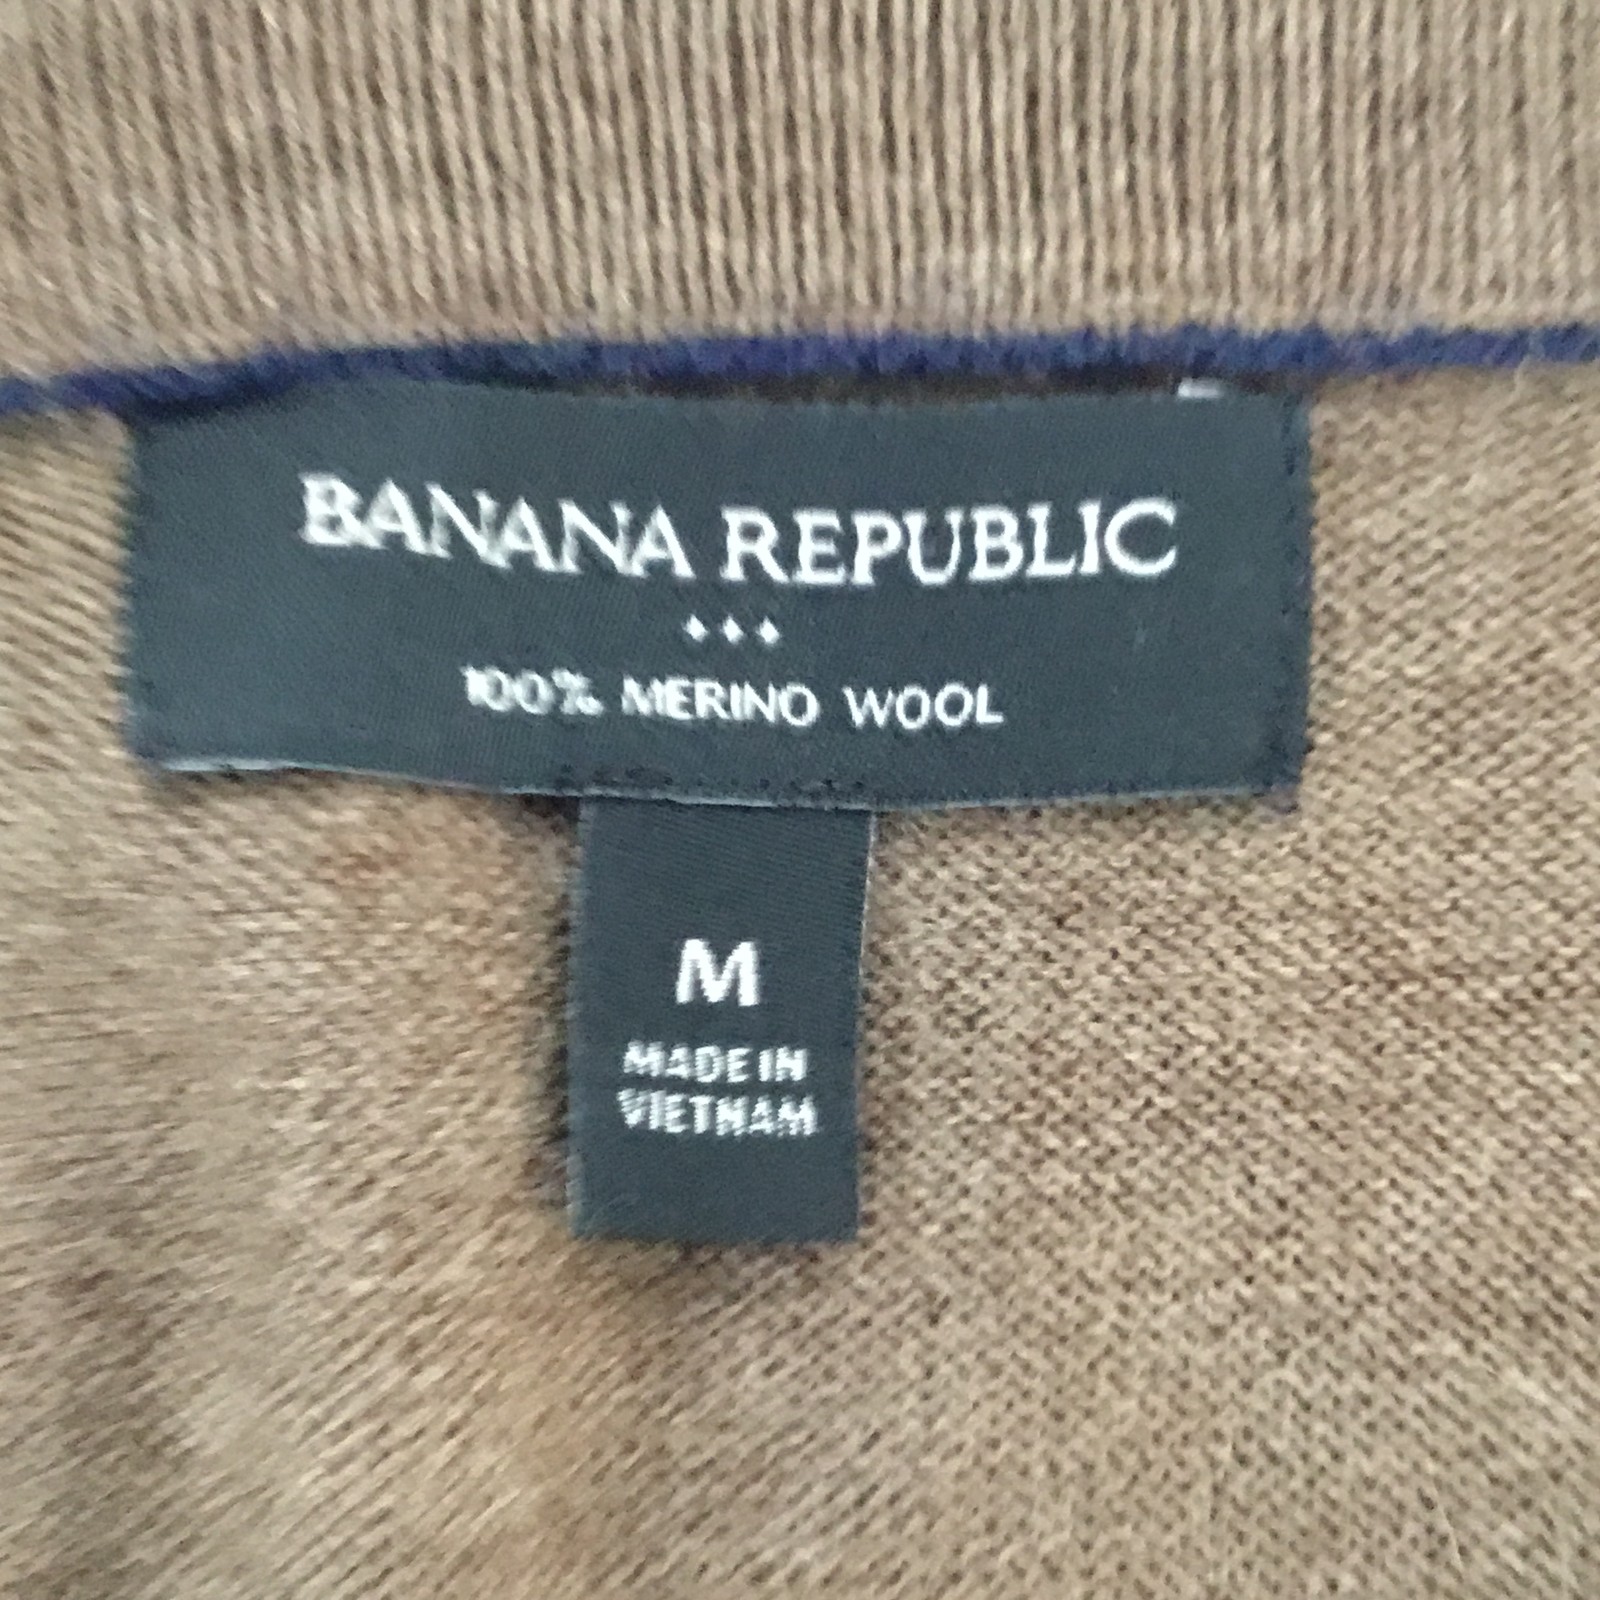 BANANA REPUBLIC
100% MERINO WOOL
M
MADE IN
VIETNAM